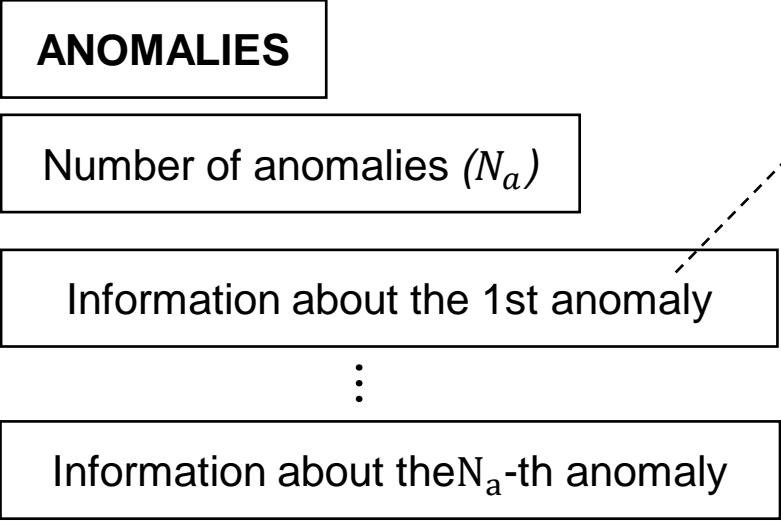 ANOMALIES
Number of anomalies (Nₐ)
Information about the 1st anomaly
⋮
Information about theNₐ-th anomaly